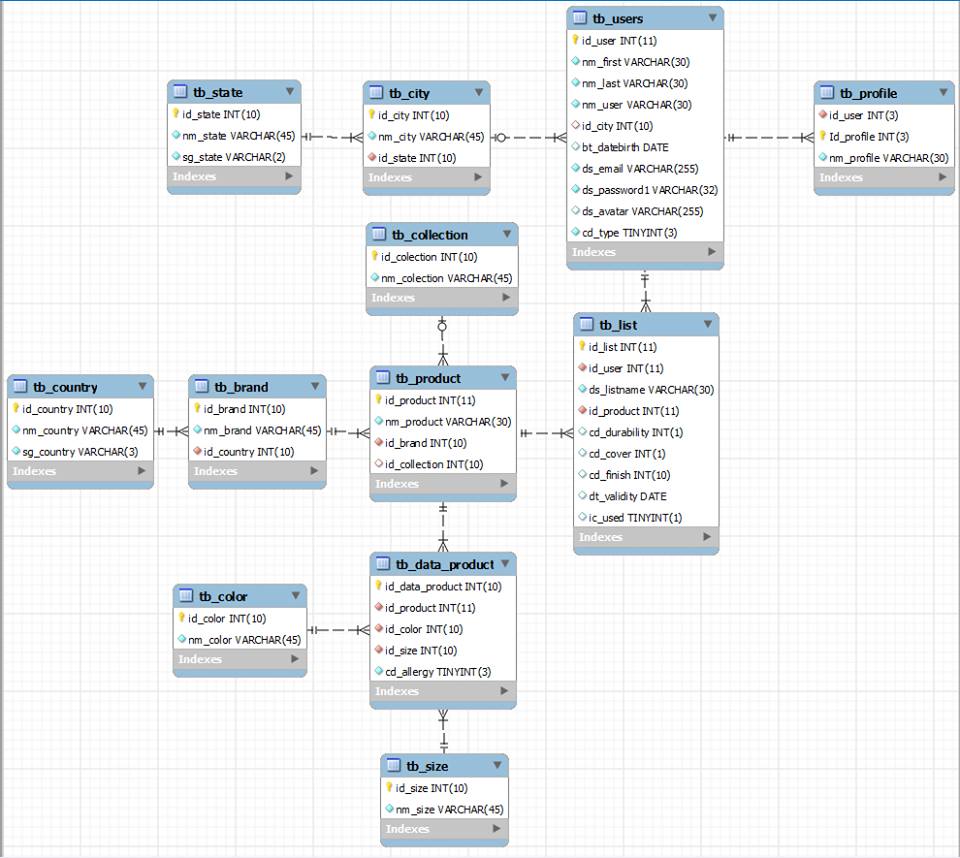 tb_users
id_user INT(11)
nm_first VARCHAR(30)
nm_last VARCHAR(30)
nm_user VARCHAR(30)
id_city INT(10)
bt_datebirth DATE
ds_email VARCHAR(255)
ds_password1 VARCHAR(32)
ds_avatar VARCHAR(255)
cd_type TINYINT(3)
Indexes
tb_state
id_state INT(10)
nm_state VARCHAR(45)
sg_state VARCHAR(2)
Indexes
tb_city
id_city INT(10)
nm_city VARCHAR(45)
id_state INT(10)
Indexes
tb_profile
id_user INT(3)
Id_profile INT(3)
nm_profile VARCHAR(30)
Indexes
tb_collection
id_colection INT(10)
nm_colection VARCHAR(45)
Indexes
tb_list
id_list INT(11)
id_user INT(11)
ds_listname VARCHAR(30)
id_product INT(11)
cd_durability INT(1)
cd_cover INT(1)
cd_finish INT(10)
dt_validity DATE
ic_used TINYINT(1)
Indexes
tb_country
id_country INT(10)
nm_country VARCHAR(45)
sg_country VARCHAR(3)
Indexes
tb_brand
id_brand INT(10)
nm_brand VARCHAR(45)
id_country INT(10)
Indexes
tb_product
id_product INT(11)
nm_product VARCHAR(30)
id_brand INT(10)
id_collection INT(10)
Indexes
tb_data_product
id_data_product INT(10)
id_product INT(11)
id_color INT(10)
id_size INT(10)
cd_allergy TINYINT(3)
Indexes
tb_color
id_color INT(10)
nm_color VARCHAR(45)
Indexes
tb_size
id_size INT(10)
nm_size VARCHAR(45)
Indexes